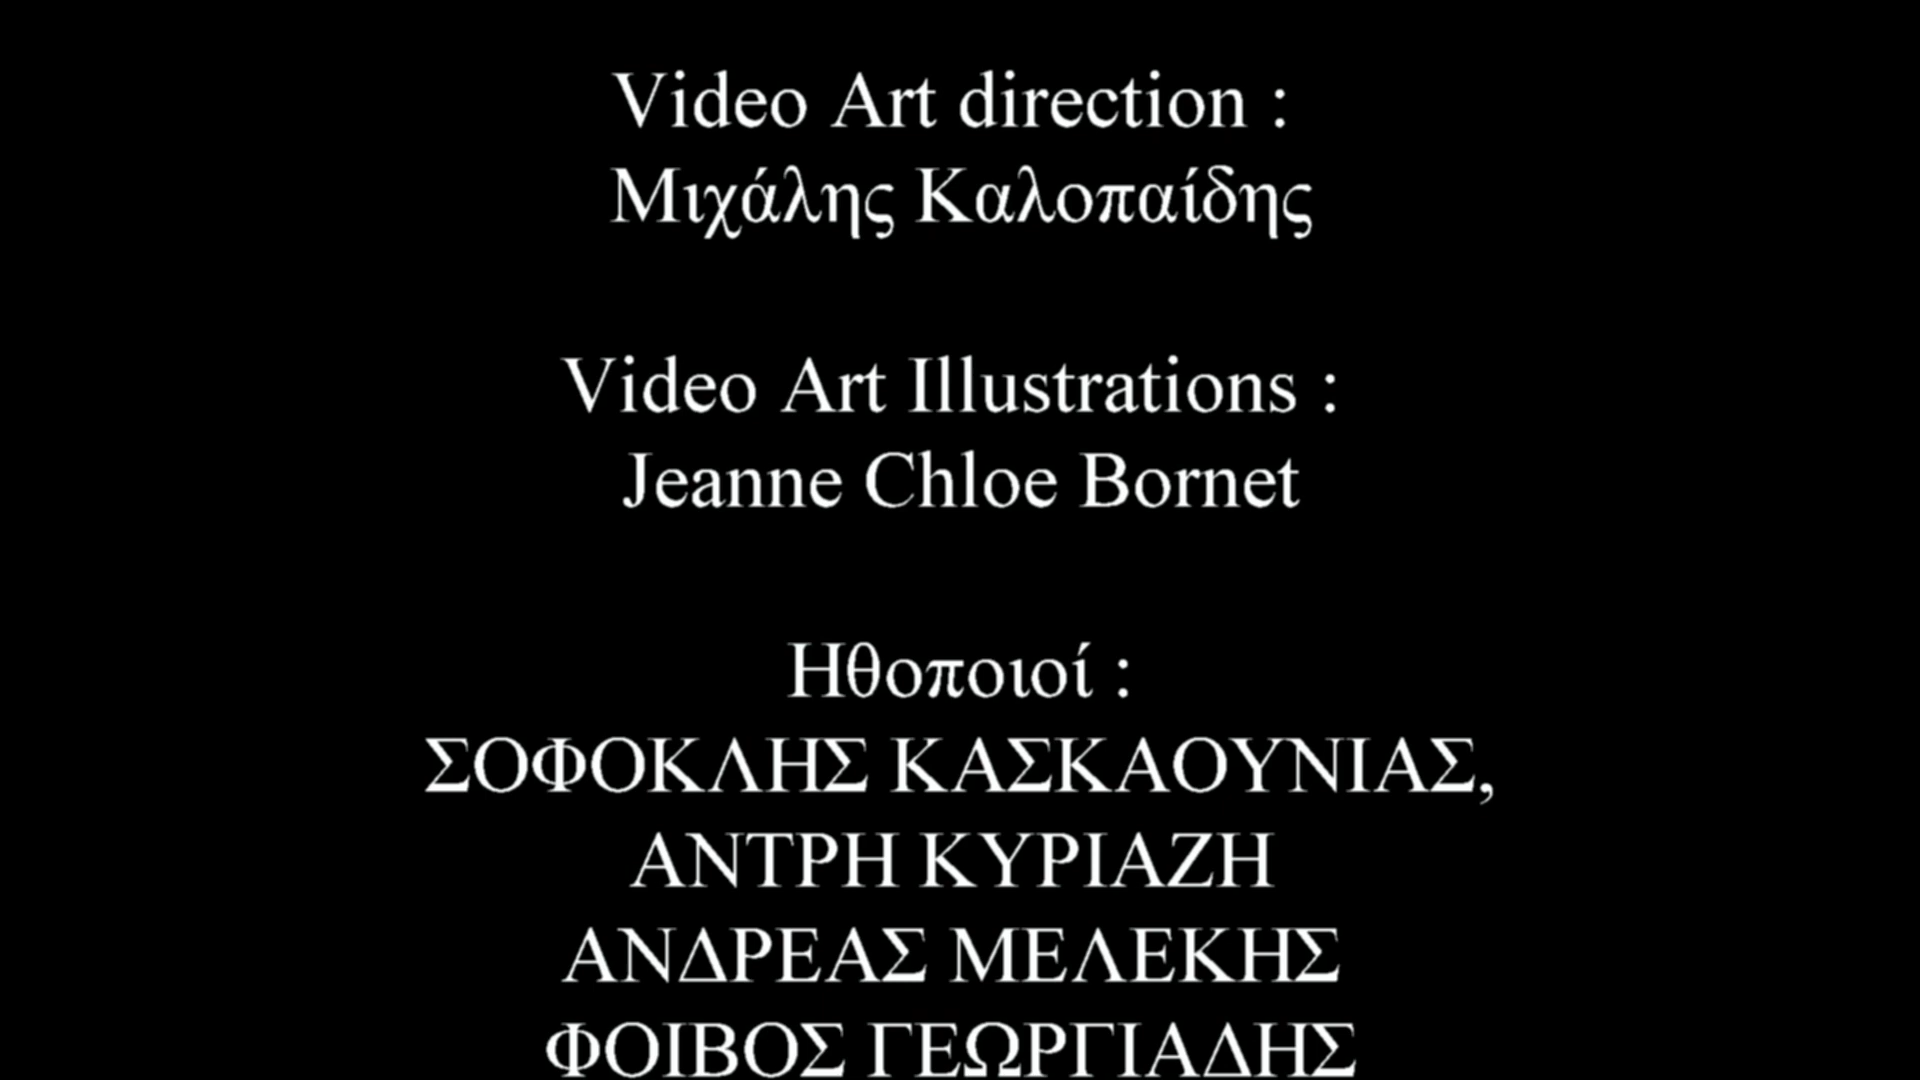 Video Art direction :
Μιχάλης Καλοπαίδης
Video Art Illustrations :
Jeanne Chloe Bornet
Ηθοποιοί :
ΣΟΦΟΚΛΗΣ ΚΑΣΚΑΟΥΝΙΑΣ,
ΑΝΤΡΗ ΚΥΡΙΑΖΗ
ΑΝΔΡΕΑΣ ΜΕΛΕΚΗΣ
ΦΟΙΒΟΣ ΓΕΩΡΓΙΑΔΗΣ